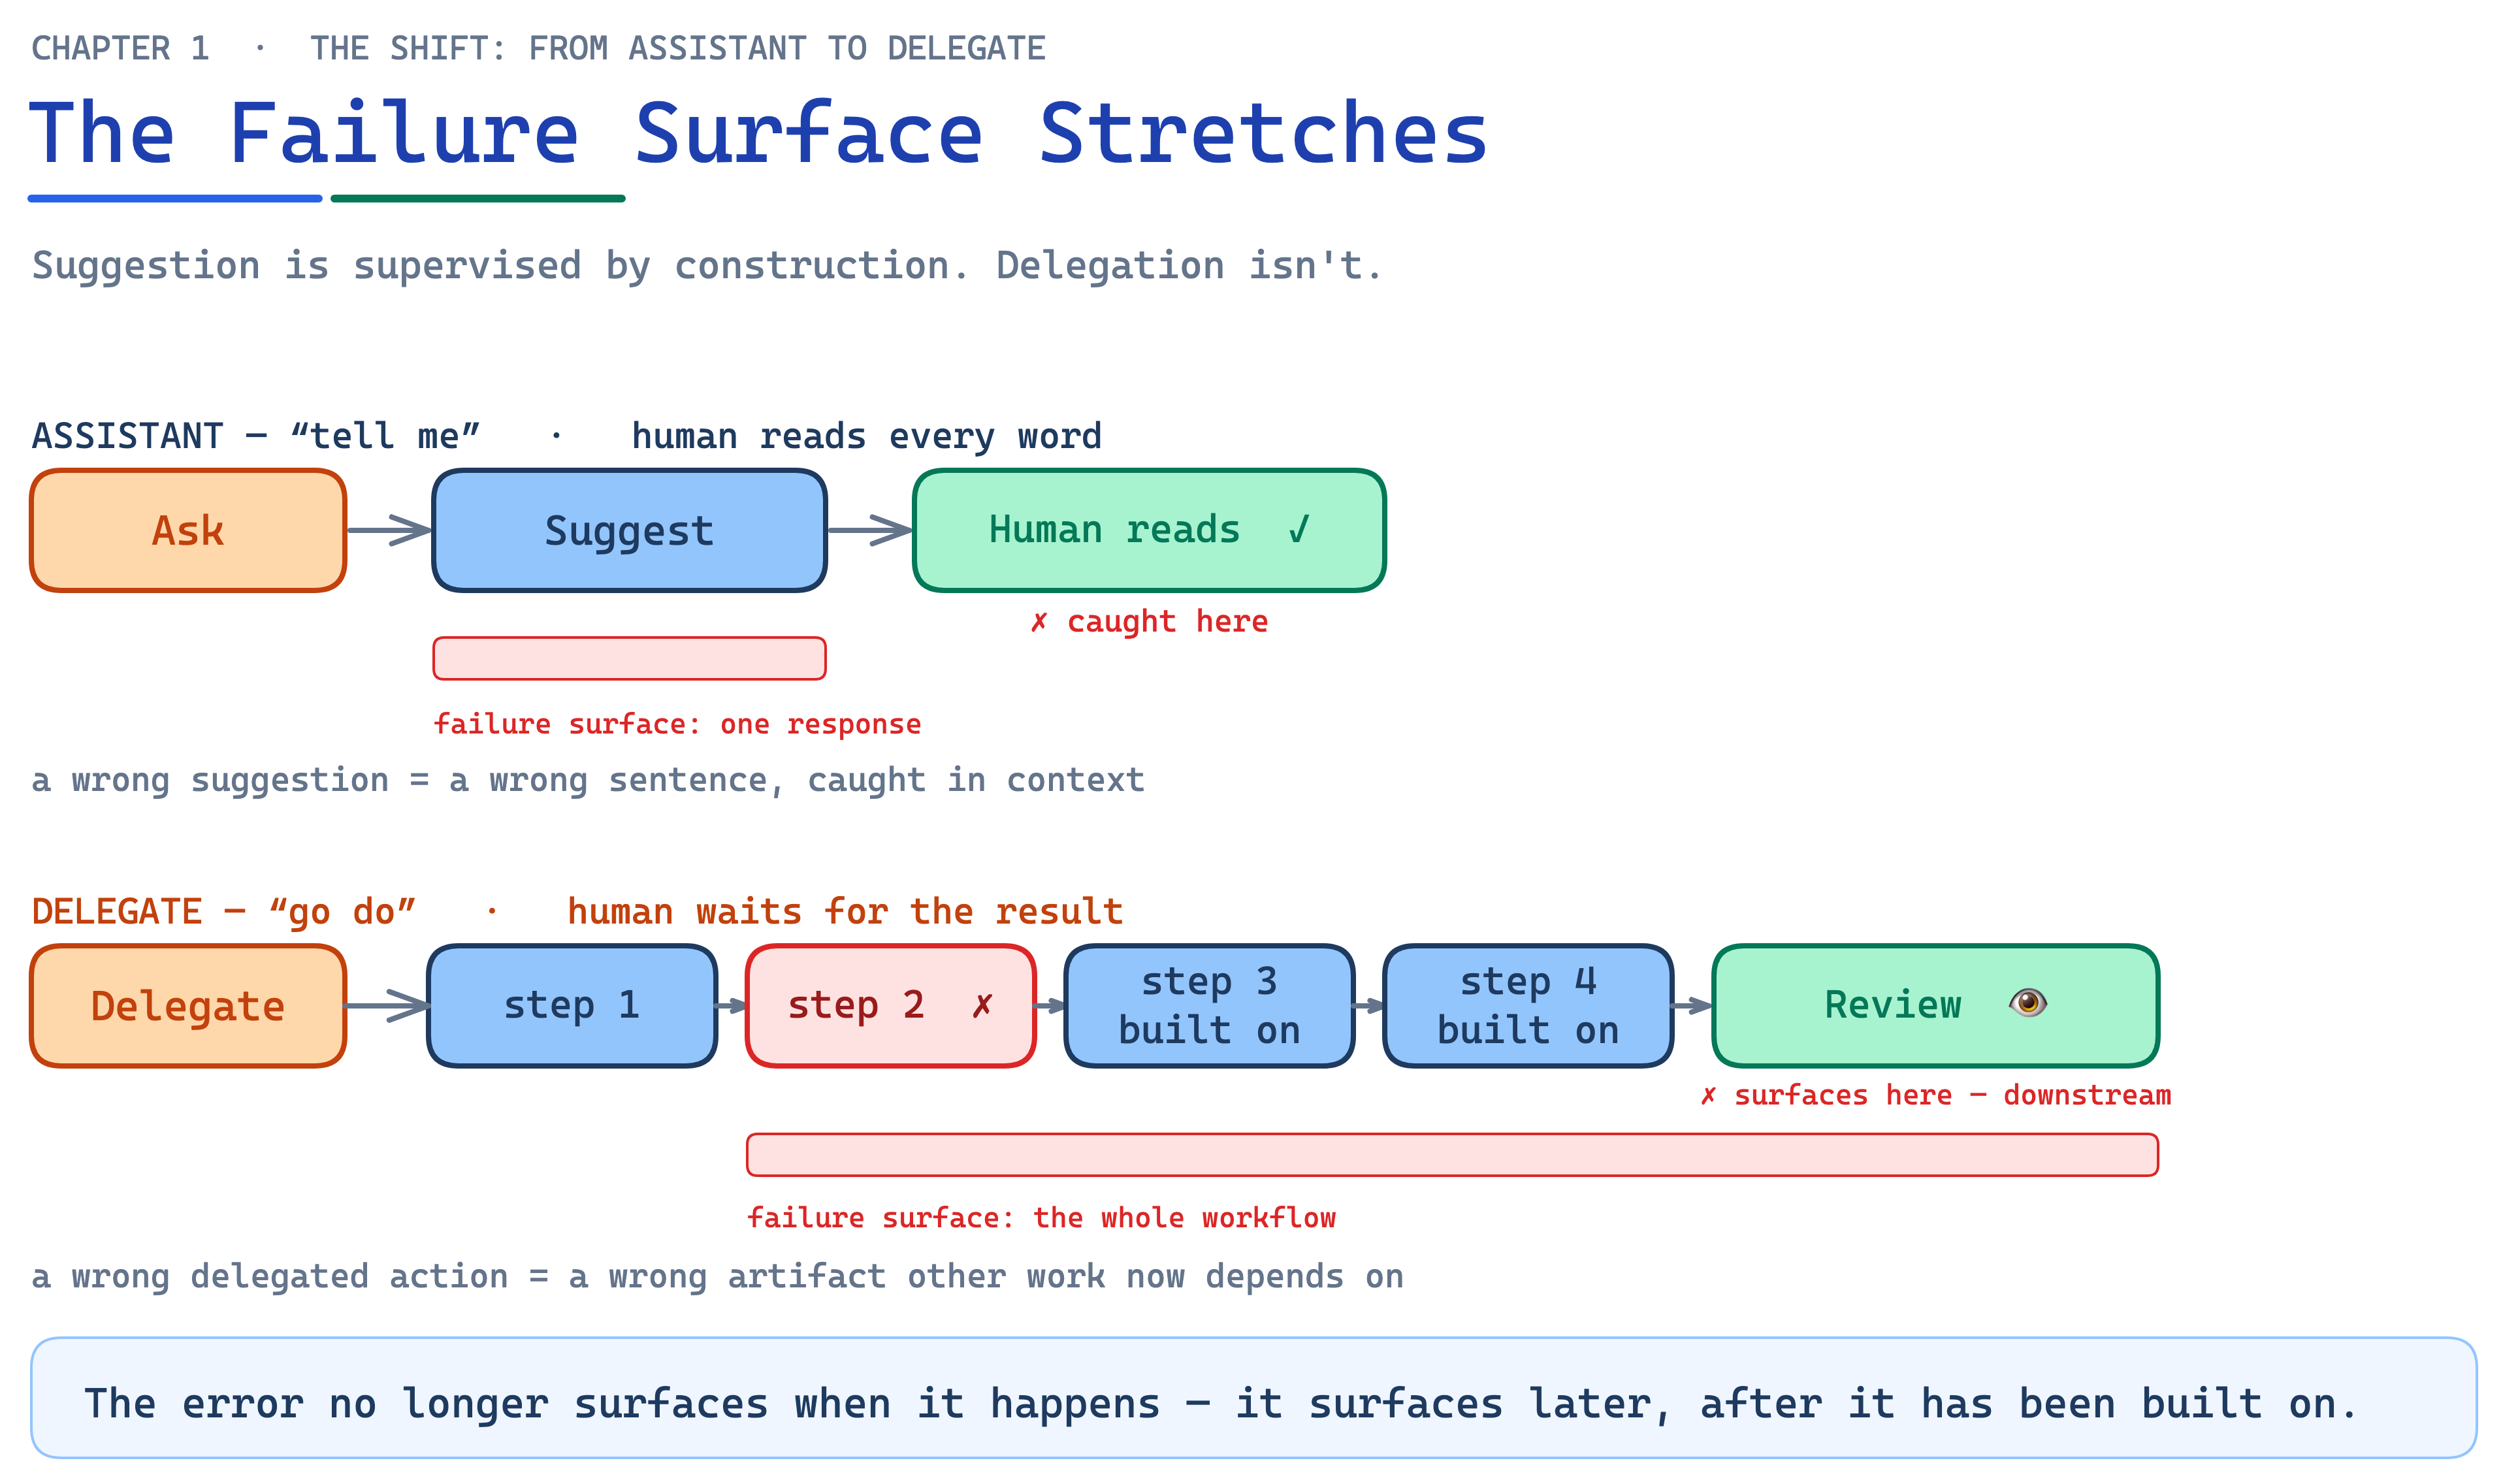 CHAPTER 1 · THE SHIFT: FROM ASSISTANT TO DELEGATE
The Failure Surface Stretches
Suggestion is supervised by construction. Delegation isn't.
ASSISTANT — “tell me” · human reads every word
Ask
Suggest
Human reads ✓
✗ caught here
failure surface: one response
a wrong suggestion = a wrong sentence, caught in context
DELEGATE — “go do” · human waits for the result
Delegate
step 1
step 2 ✗
step 3
built on
step 4
built on
Review 👁
✗ surfaces here — downstream
failure surface: the whole workflow
a wrong delegated action = a wrong artifact other work now depends on
The error no longer surfaces when it happens — it surfaces later, after it has been built on.